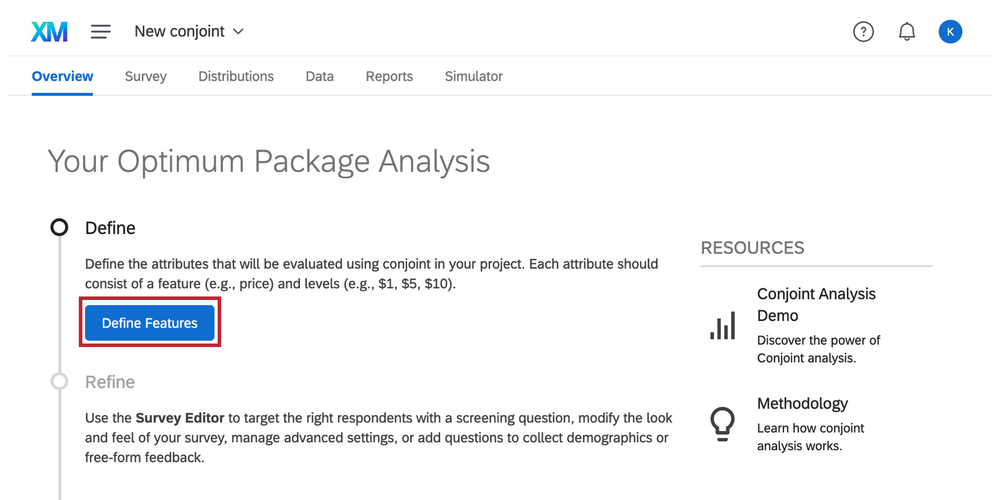 XM
New conjoint
?
K
Overview
Survey
Distributions
Data
Reports
Simulator
Your Optimum Package Analysis
Define
Define the attributes that will be evaluated using conjoint in your project. Each attribute should
consist of a feature (e.g., price) and levels (e.g., $1, $5, $10).
Define Features
Refine
Use the Survey Editor to target the right respondents with a screening question, modify the look
and feel of your survey, manage advanced settings, or add questions to collect demographics or
free-form feedback.
RESOURCES
Conjoint Analysis
Demo
Discover the power of
Conjoint analysis.
Methodology
Learn how conjoint
analysis works.